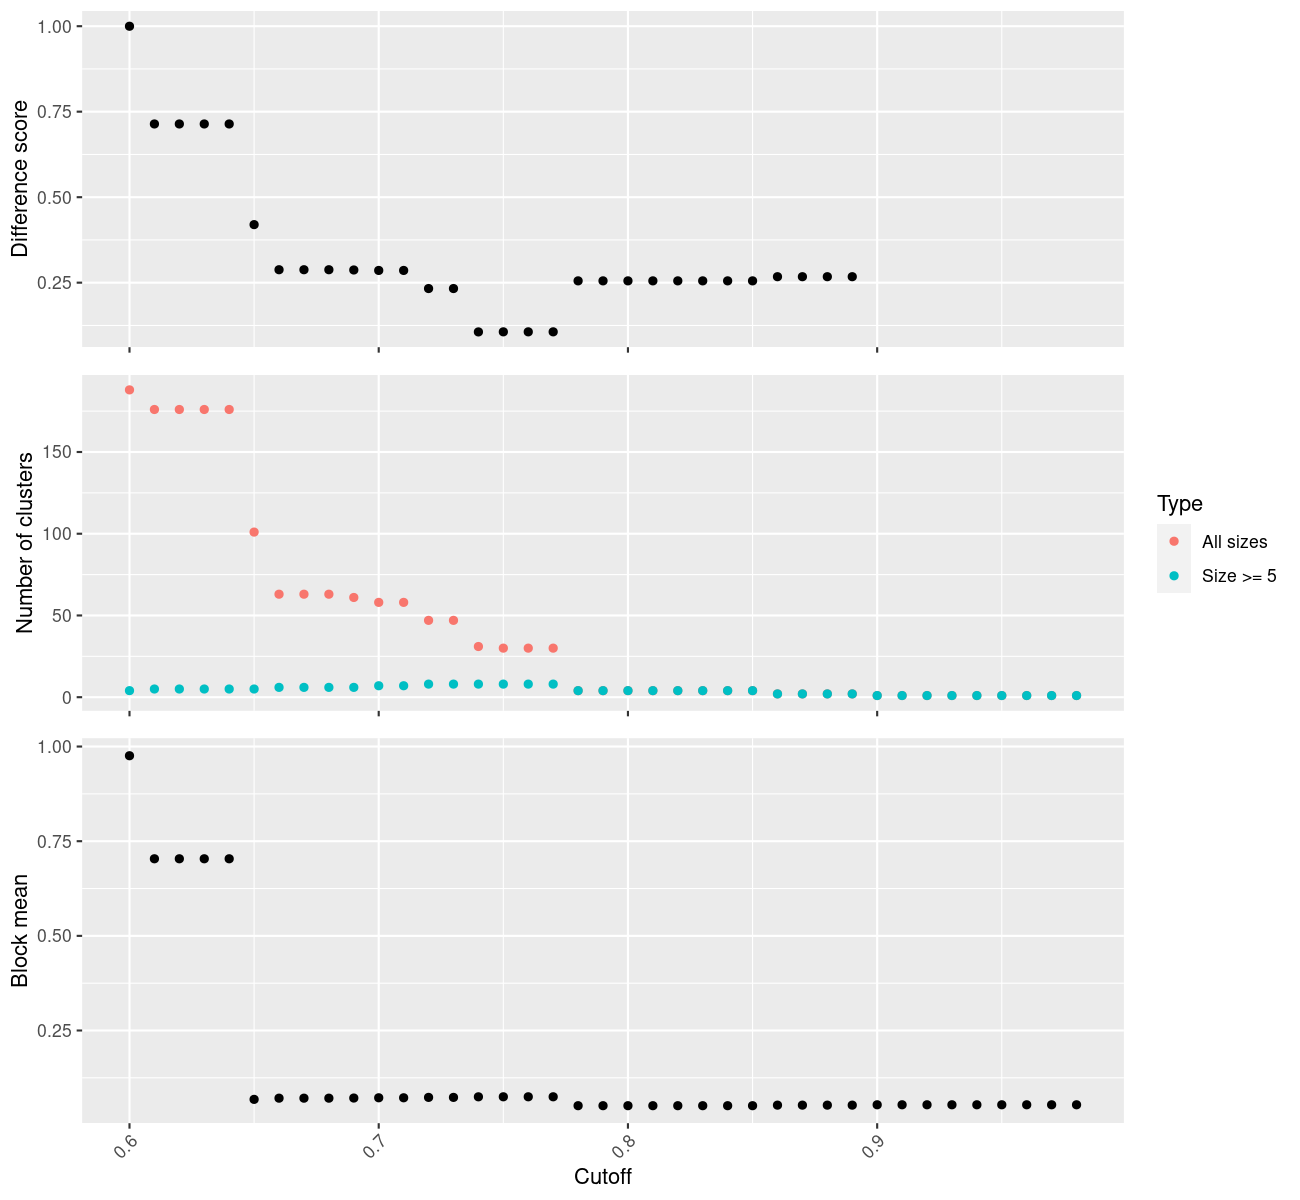 Difference score
1.00
0.75
0.50
0.25
Number of clusters
150
100
50
0
Type
All sizes
Size >= 5
Block mean
1.00
0.75
0.50
0.25
0.6
0.7
0.8
0.9
Cutoff